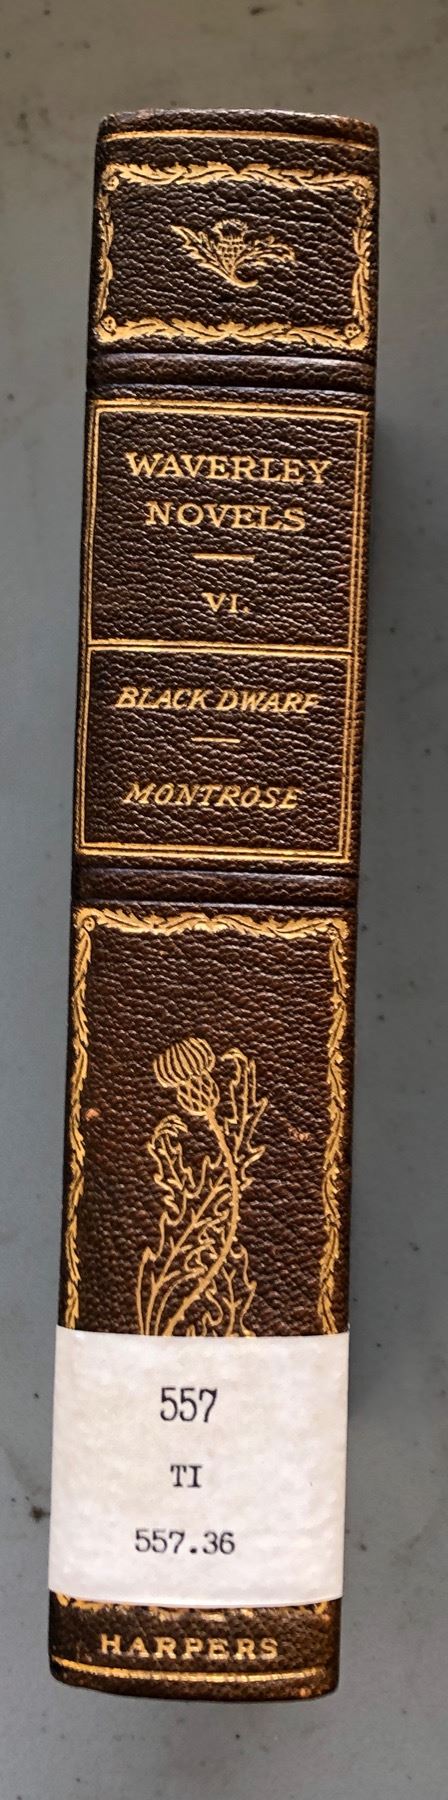 WAVERLEY
NOVELS
VI.
BLACK DWARF
MONTROSE
557
TI
557.36
HARPERS